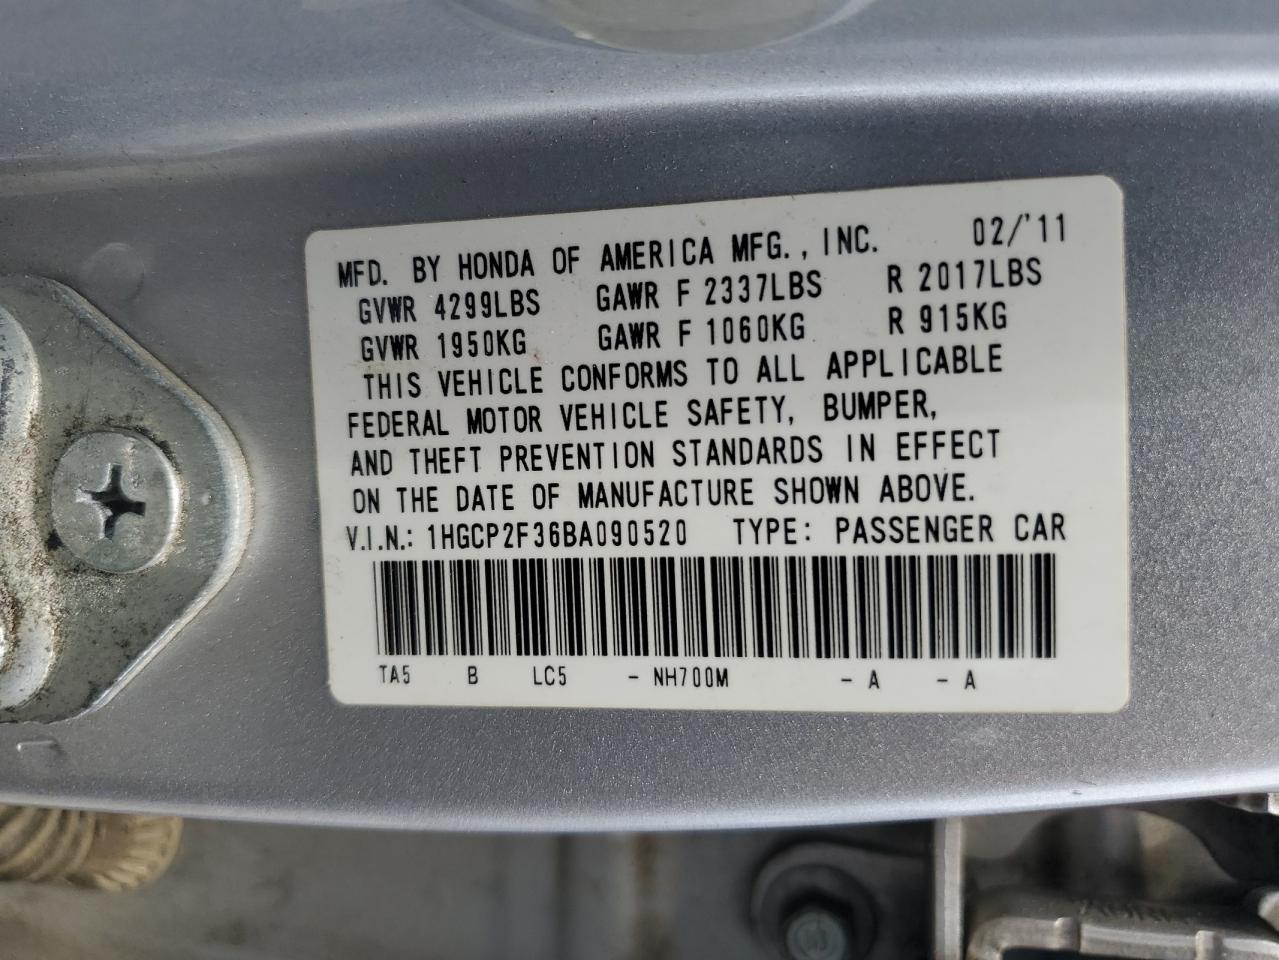 MFD. BY HONDA OF AMERICA MFG., INC. 02/'11
GVWR 4299LBS GAWR F 2337LBS R 2017LBS
GVWR 1950KG GAWR F 1060KG R 915KG
THIS VEHICLE CONFORMS TO ALL APPLICABLE
FEDERAL MOTOR VEHICLE SAFETY, BUMPER,
AND THEFT PREVENTION STANDARDS IN EFFECT
ON THE DATE OF MANUFACTURE SHOWN ABOVE.
V.I.N.: 1HGCP2F36BA090520 TYPE: PASSENGER CAR
TA5 B LC5 - NH700M - A - A